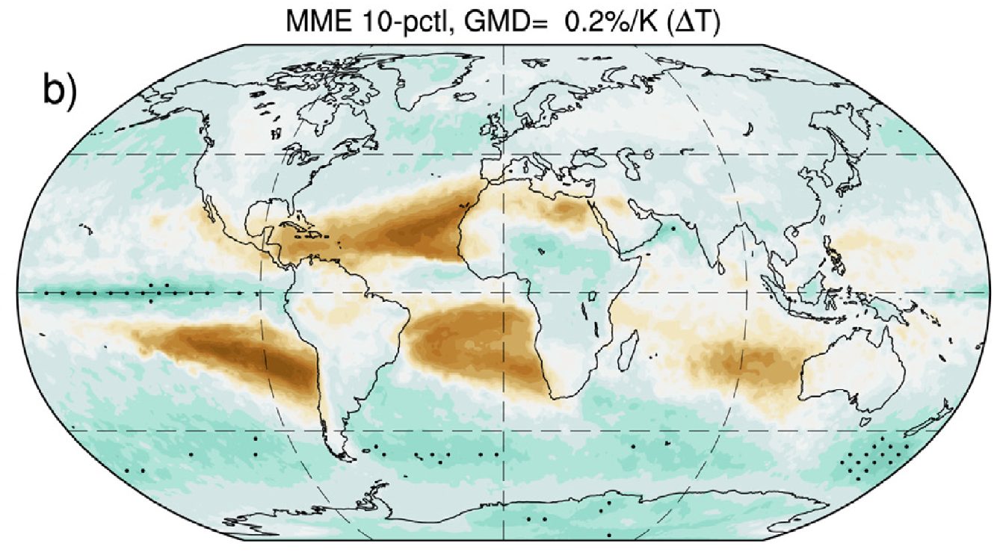 MME 10-pctl, GMD=  0.2%/K (ΔT)
b)